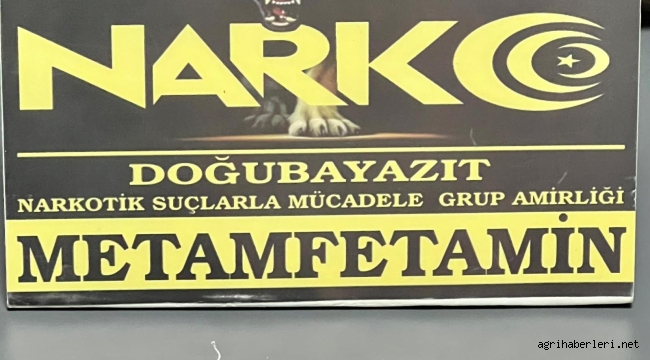 NARKO
DOĞUBAYAZIT
NARKOTİK SUÇLARLA MÜCADELE GRUP AMİRLİĞİ
METAMFETAMİN
agrihaberleri.net